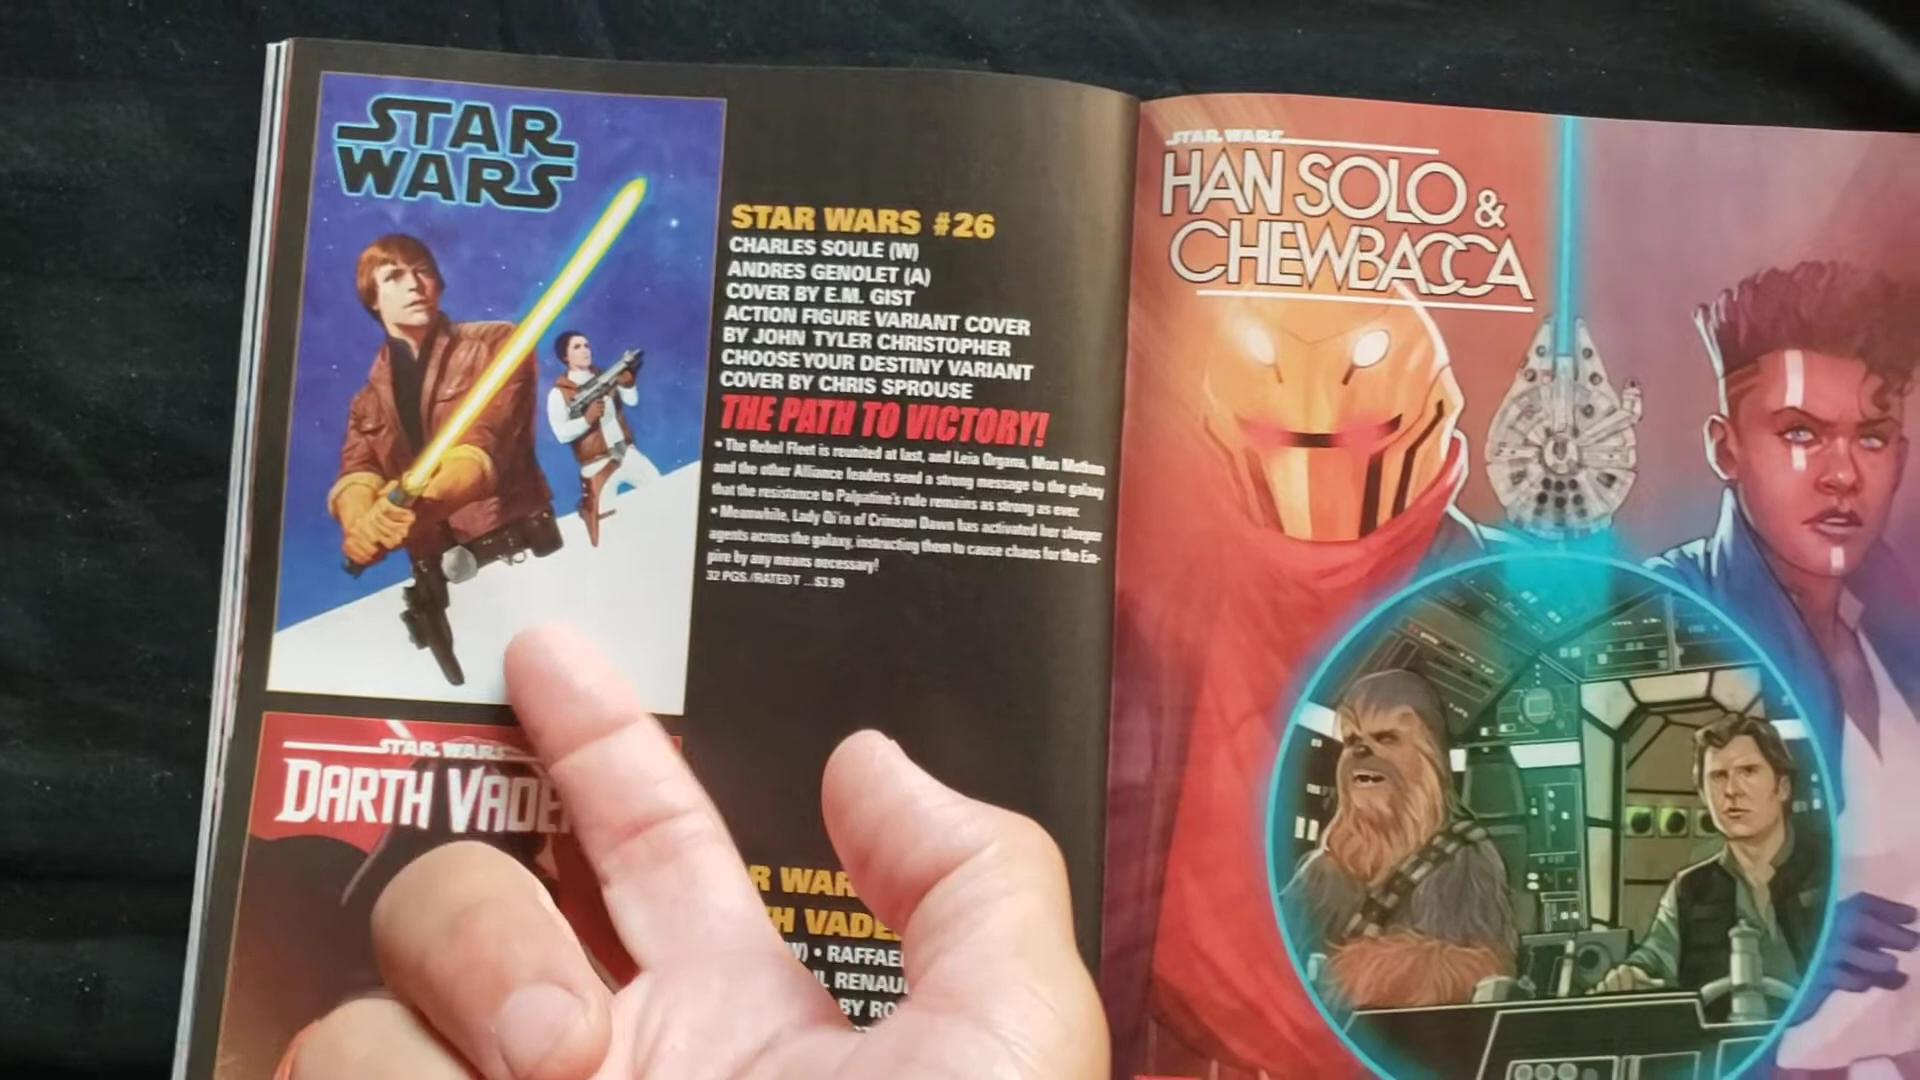 STAR
WARS
STAR WARS #26
CHARLES SOULE (W)
ANDRES GENOLET (A)
COVER BY E.M. GIST
ACTION FIGURE VARIANT COVER
BY JOHN TYLER CHRISTOPHER
CHOOSE YOUR DESTINY VARIANT
COVER BY CHRIS SPROUSE
THE PATH TO VICTORY!
• The Rebel Fleet is reunited at last, and Leia Organa, Mon Mothma
and the other Alliance leaders send a strong message to the galaxy
that the resistance to Palpatine's rule remains as strong as ever.
• Meanwhile, Lady Qi'ra of Crimson Dawn has activated her sleeper
agents across the galaxy, instructing them to cause chaos for the Em-
pire by any means necessary!
32 PGS./RATED T ...$3.99
STAR WARS
DARTH VADE
R WAR
H VADE
(W) • RAFFAE
IL RENAU
BY RO
STAR WARS
HAN SOLO &
CHEWBACCA